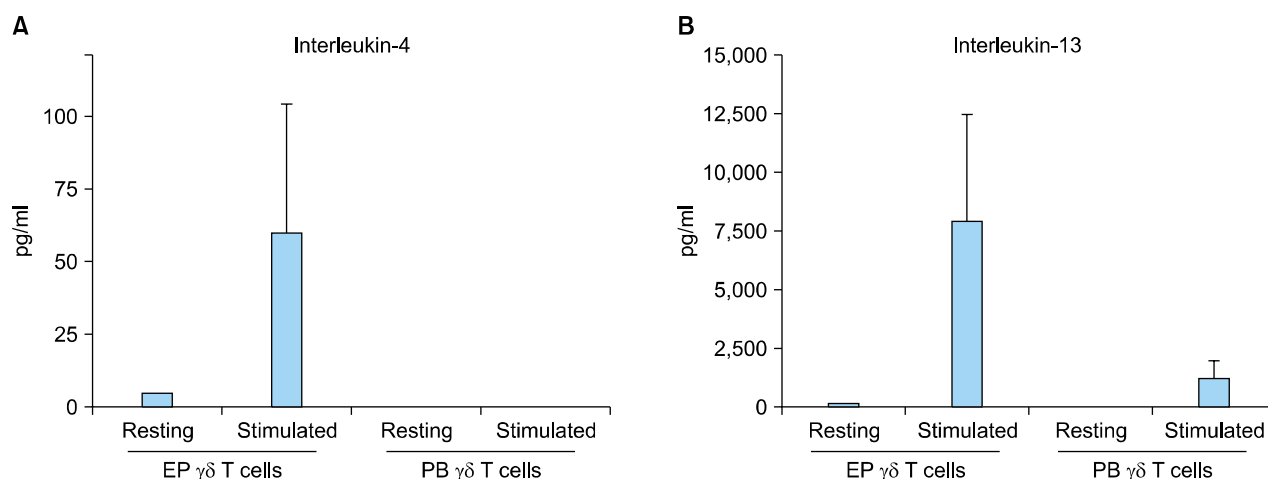 A
Interleukin-4
pg/ml
100
75
50
25
0
Resting Stimulated Resting Stimulated
EP γδ T cells PB γδ T cells
B
Interleukin-13
pg/ml
15,000
12,500
10,000
7,500
5,000
2,500
0
Resting Stimulated Resting Stimulated
EP γδ T cells PB γδ T cells